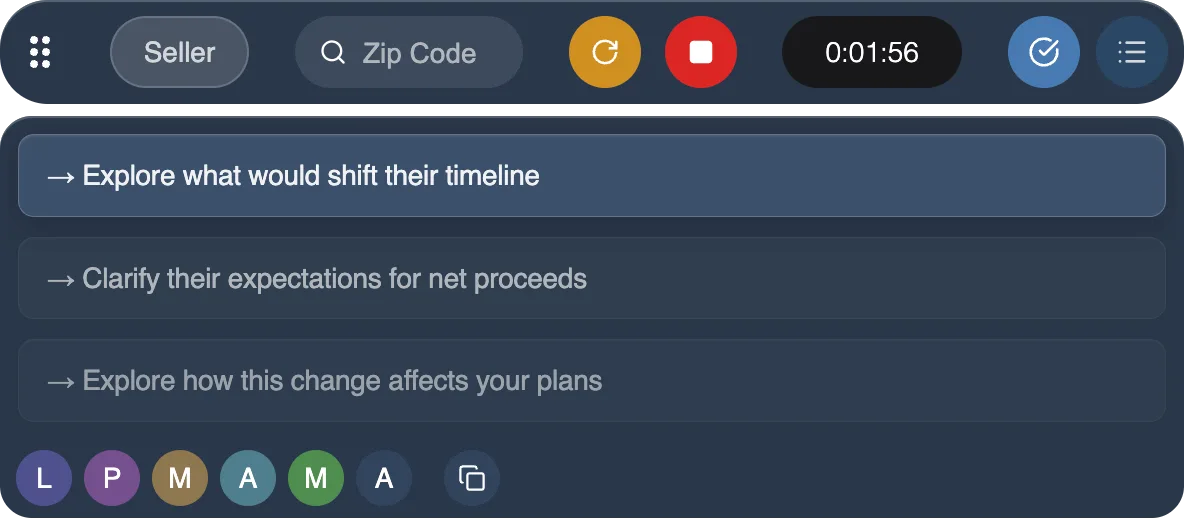 Seller
Zip Code
0:01:56
→ Explore what would shift their timeline
→ Clarify their expectations for net proceeds
→ Explore how this change affects your plans
L P M A M A